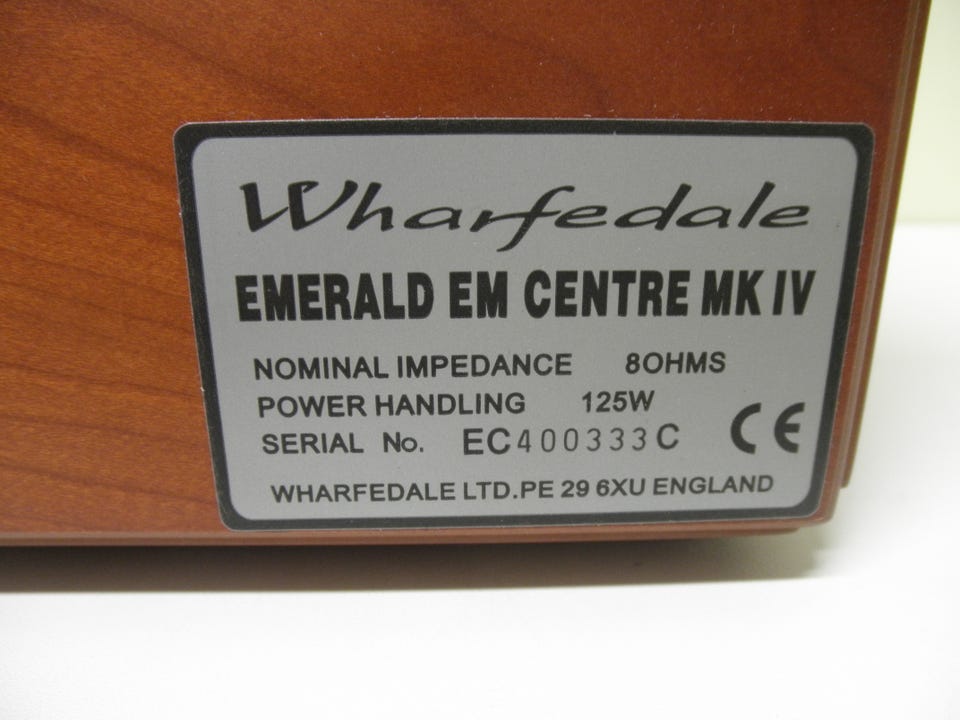 Wharfedale
EMERALD EM CENTRE MK IV
NOMINAL IMPEDANCE 8OHMS
POWER HANDLING 125W
SERIAL No. EC400333C CE
WHARFEDALE LTD.PE 29 6XU ENGLAND